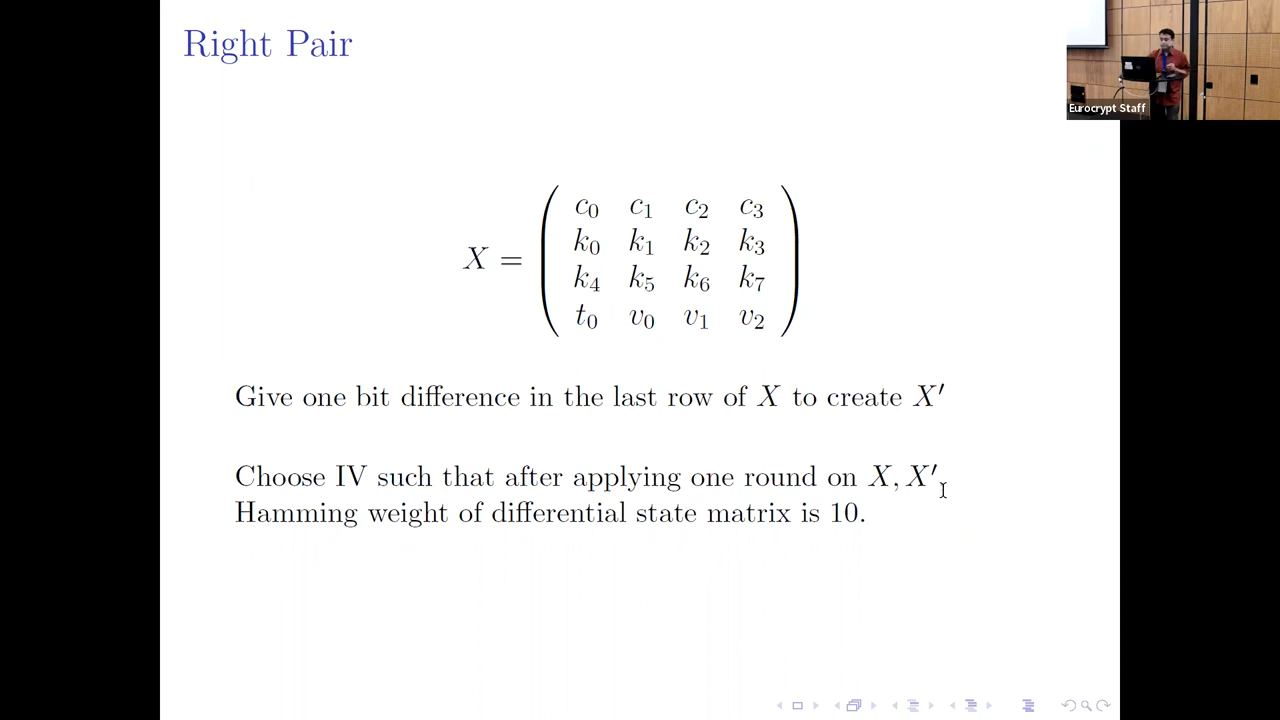 Right Pair
Eurocrypt Staff
X =
c₀ c₁ c₂ c₃
k₀ k₁ k₂ k₃
k₄ k₅ k₆ k₇
t₀ v₀ v₁ v₂
Give one bit difference in the last row of X to create X′
Choose IV such that after applying one round on X, X′,
Hamming weight of differential state matrix is 10.